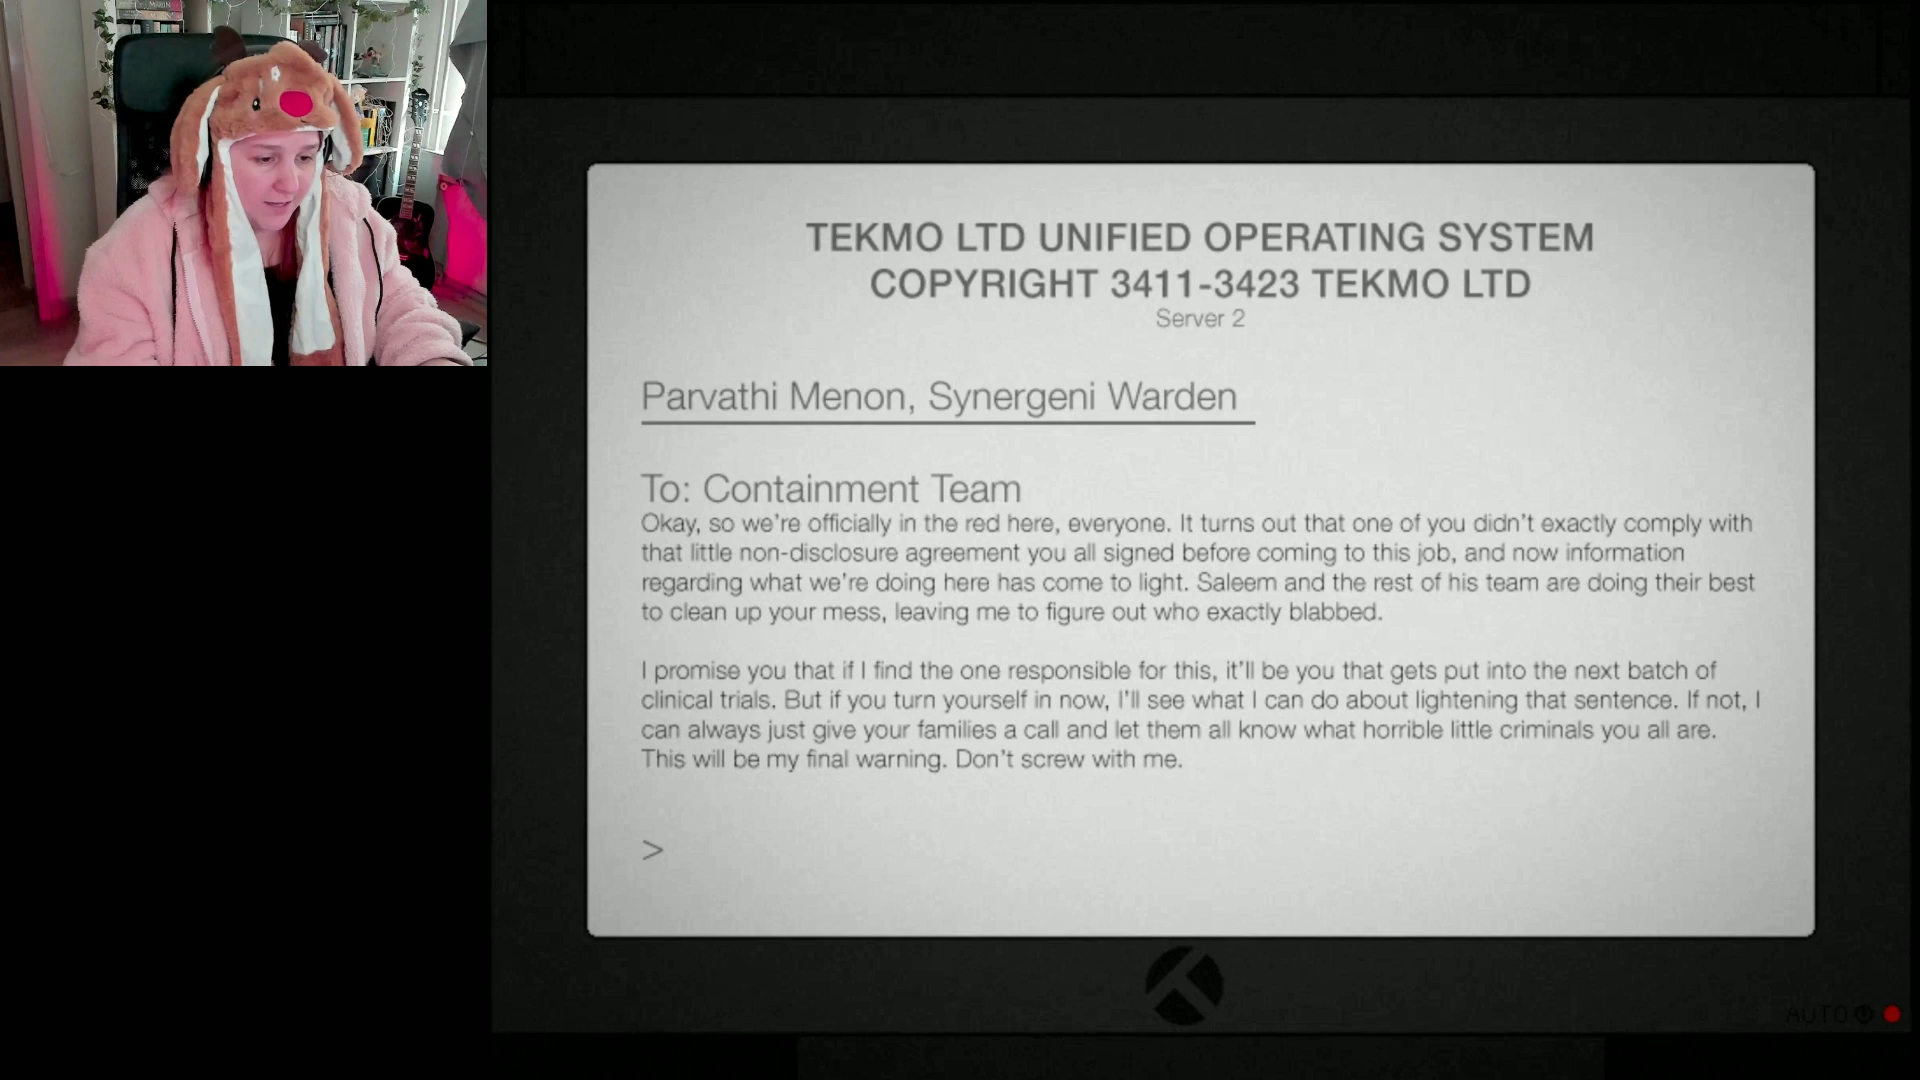 TEKMO LTD UNIFIED OPERATING SYSTEM
COPYRIGHT 3411-3423 TEKMO LTD
Server 2
Parvathi Menon, Synergeni Warden
To: Containment Team
Okay, so we're officially in the red here, everyone. It turns out that one of you didn't exactly comply with
that little non-disclosure agreement you all signed before coming to this job, and now information
regarding what we're doing here has come to light. Saleem and the rest of his team are doing their best
to clean up your mess, leaving me to figure out who exactly blabbed.
I promise you that if I find the one responsible for this, it'll be you that gets put into the next batch of
clinical trials. But if you turn yourself in now, I'll see what I can do about lightening that sentence. If not, I
can always just give your families a call and let them all know what horrible little criminals you all are.
This will be my final warning. Don't screw with me.
>
AUTO